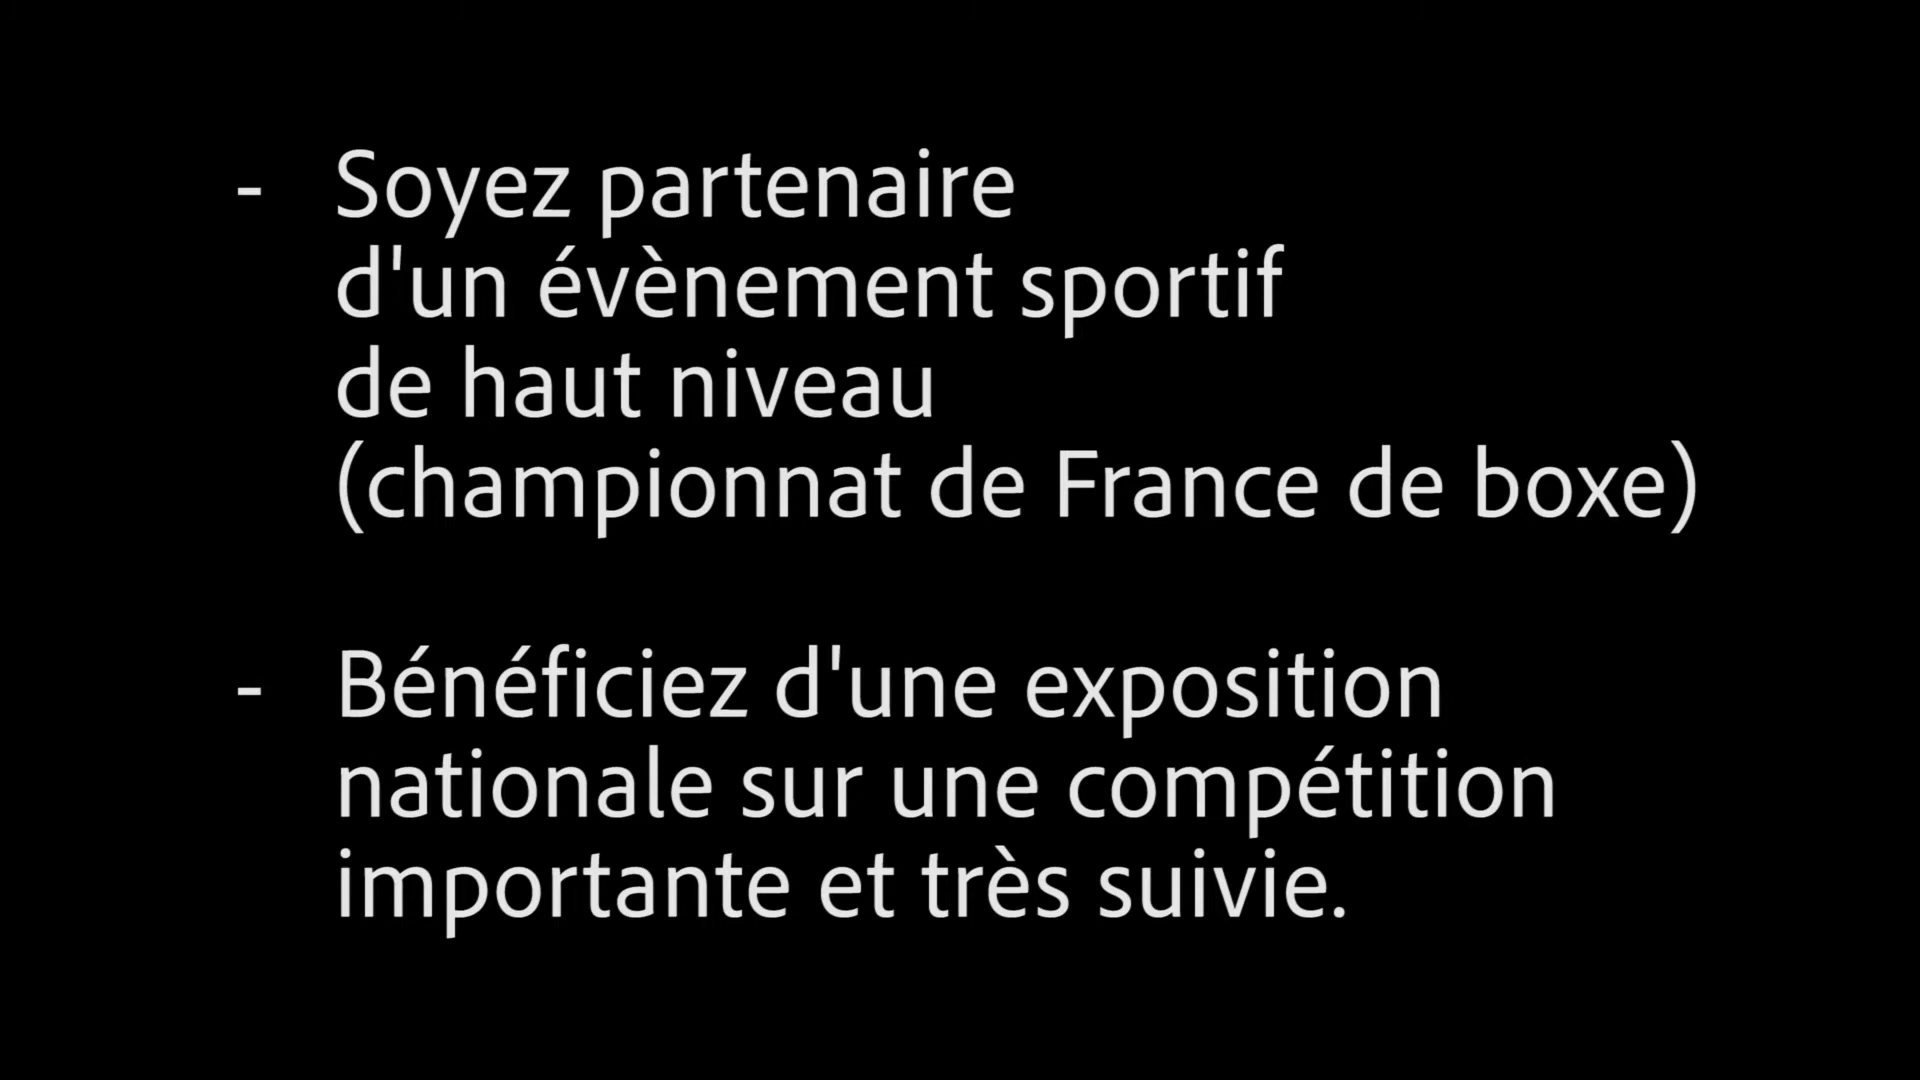 - Soyez partenaire
d'un évènement sportif
de haut niveau
(championnat de France de boxe)
- Bénéficiez d'une exposition
nationale sur une compétition
importante et très suivie.